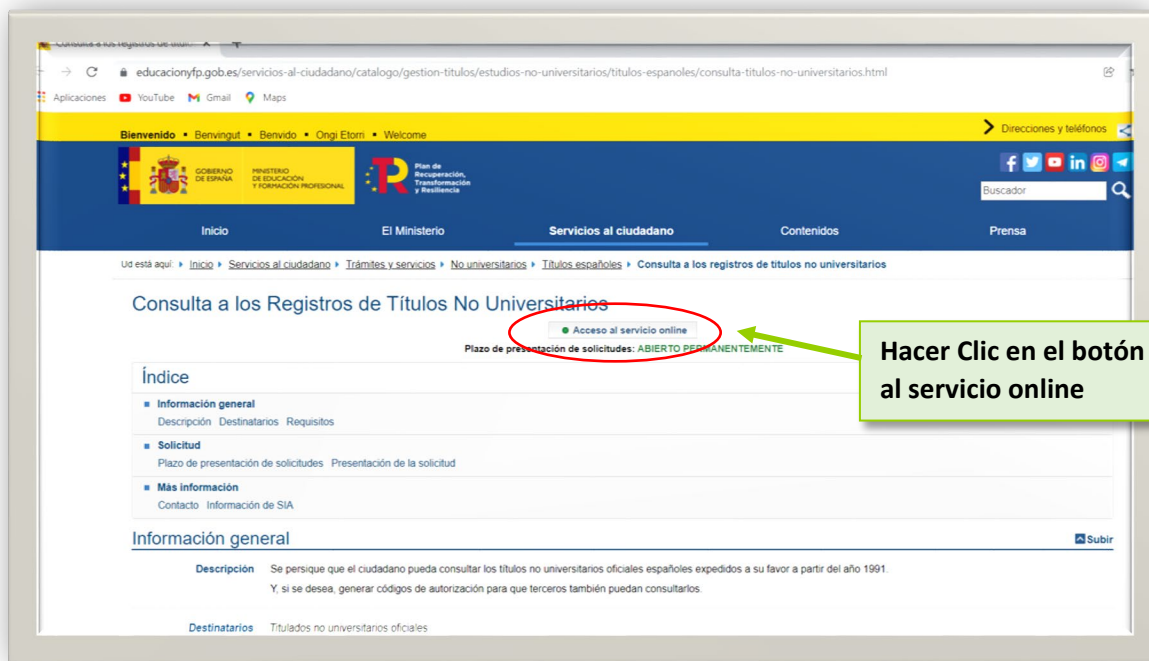 Consulta a los registros de título
educacionyfp.gob.es/servicios-al-ciudadano/catalogo/gestion-titulos/estudios-no-universitarios/titulos-espanoles/consulta-titulos-no-universitarios.html
Aplicaciones YouTube Gmail Maps
Bienvenido • Benvingut • Benvido • Ongi Etorri • Welcome
Direcciones y teléfonos
GOBIERNO
DE ESPAÑA
MINISTERIO
DE EDUCACIÓN
Y FORMACIÓN PROFESIONAL
Plan de
Recuperación,
Transformación
y Resiliencia
Buscador
Inicio El Ministerio Servicios al ciudadano Contenidos Prensa
Ud está aquí: Inicio Servicios al ciudadano Trámites y servicios No universitarios Títulos españoles Consulta a los registros de títulos no universitarios
Consulta a los Registros de Títulos No Universitarios
Acceso al servicio online
Plazo de presentación de solicitudes: ABIERTO PERMANENTEMENTE
Hacer Clic en el botón
al servicio online
Índice
Información general
Descripción Destinatarios Requisitos
Solicitud
Plazo de presentación de solicitudes Presentación de la solicitud
Más información
Contacto Información de SIA
Información general
Subir
Descripción Se persique que el ciudadano pueda consultar los títulos no universitarios oficiales españoles expedidos a su favor a partir del año 1991.
Y, si se desea, generar códigos de autorización para que terceros también puedan consultarlos.
Destinatarios Titulados no universitarios oficiales